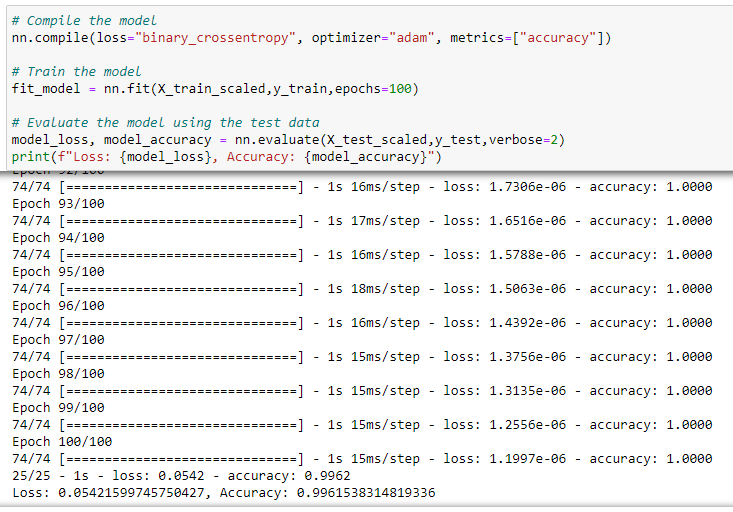 # Compile the model
nn.compile(loss="binary_crossentropy", optimizer="adam", metrics=["accuracy"])
# Train the model
fit_model = nn.fit(X_train_scaled,y_train,epochs=100)
# Evaluate the model using the test data
model_loss, model_accuracy = nn.evaluate(X_test_scaled,y_test,verbose=2)
print(f"Loss: {model_loss}, Accuracy: {model_accuracy}")
Epoch 92/100
74/74 [==============================] - 1s 16ms/step - loss: 1.7306e-06 - accuracy: 1.0000
Epoch 93/100
74/74 [==============================] - 1s 17ms/step - loss: 1.6516e-06 - accuracy: 1.0000
Epoch 94/100
74/74 [==============================] - 1s 16ms/step - loss: 1.5788e-06 - accuracy: 1.0000
Epoch 95/100
74/74 [==============================] - 1s 18ms/step - loss: 1.5063e-06 - accuracy: 1.0000
Epoch 96/100
74/74 [==============================] - 1s 16ms/step - loss: 1.4392e-06 - accuracy: 1.0000
Epoch 97/100
74/74 [==============================] - 1s 15ms/step - loss: 1.3756e-06 - accuracy: 1.0000
Epoch 98/100
74/74 [==============================] - 1s 15ms/step - loss: 1.3135e-06 - accuracy: 1.0000
Epoch 99/100
74/74 [==============================] - 1s 15ms/step - loss: 1.2556e-06 - accuracy: 1.0000
Epoch 100/100
74/74 [==============================] - 1s 15ms/step - loss: 1.1997e-06 - accuracy: 1.0000
25/25 - 1s - loss: 0.0542 - accuracy: 0.9962
Loss: 0.05421599745750427, Accuracy: 0.9961538314819336